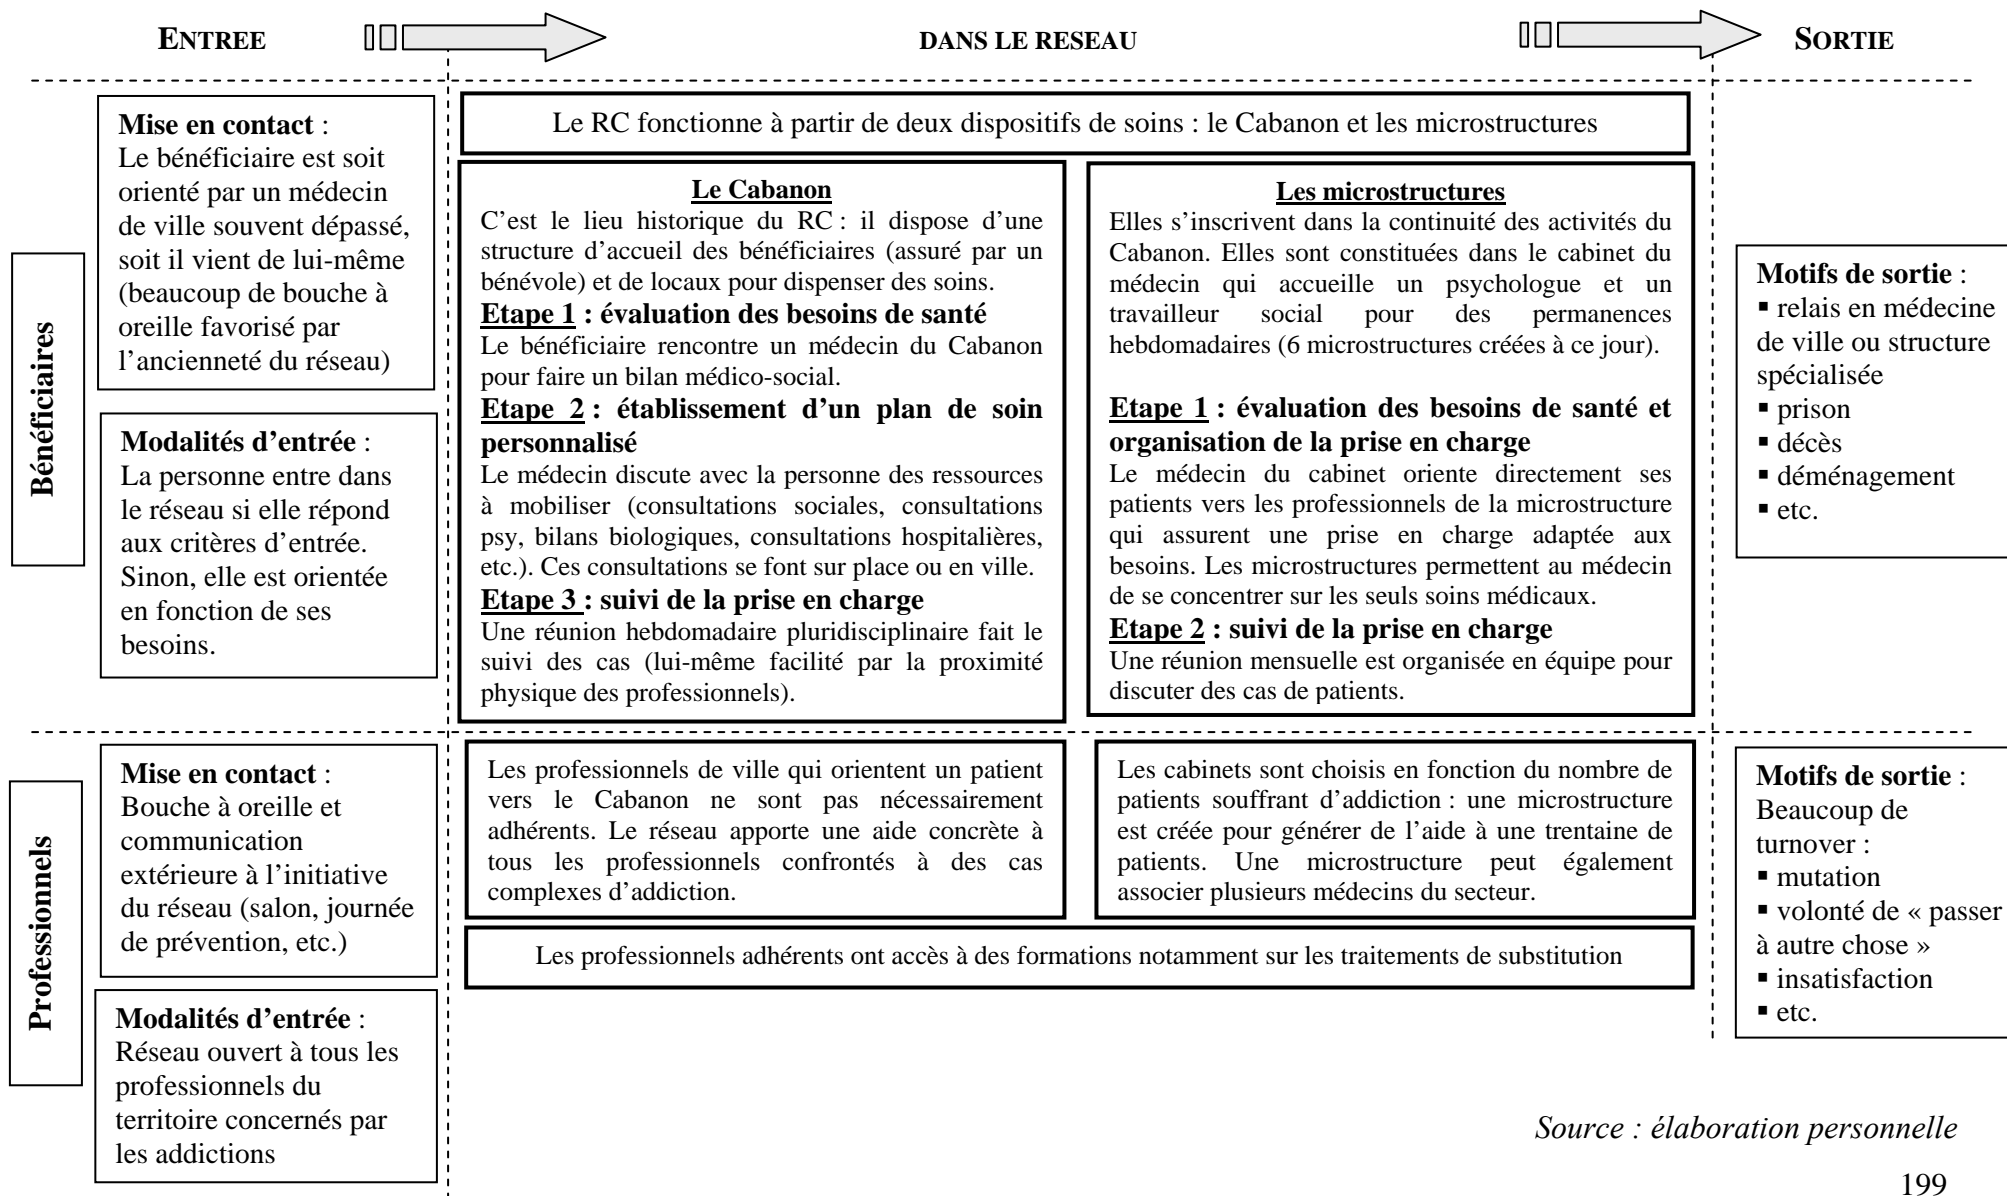 ENTREE
DANS LE RESEAU
SORTIE
Bénéficiaires
Mise en contact :
Le bénéficiaire est soit
orienté par un médecin
de ville souvent dépassé,
soit il vient de lui-même
(beaucoup de bouche à
oreille favorisé par
l’ancienneté du réseau)
Modalités d’entrée :
La personne entre dans
le réseau si elle répond
aux critères d’entrée.
Sinon, elle est orientée
en fonction de ses
besoins.
Le RC fonctionne à partir de deux dispositifs de soins : le Cabanon et les microstructures
Le Cabanon
C’est le lieu historique du RC : il dispose d’une
structure d’accueil des bénéficiaires (assuré par un
bénévole) et de locaux pour dispenser des soins.
Etape 1 : évaluation des besoins de santé
Le bénéficiaire rencontre un médecin du Cabanon
pour faire un bilan médico-social.
Etape 2 : établissement d’un plan de soin
personnalisé
Le médecin discute avec la personne des ressources
à mobiliser (consultations sociales, consultations
psy, bilans biologiques, consultations hospitalières,
etc.). Ces consultations se font sur place ou en ville.
Etape 3 : suivi de la prise en charge
Une réunion hebdomadaire pluridisciplinaire fait le
suivi des cas (lui-même facilité par la proximité
physique des professionnels).
Les microstructures
Elles s’inscrivent dans la continuité des activités du
Cabanon. Elles sont constituées dans le cabinet du
médecin qui accueille un psychologue et un
travailleur social pour des permanences
hebdomadaires (6 microstructures créées à ce jour).
Etape 1 : évaluation des besoins de santé et
organisation de la prise en charge
Le médecin du cabinet oriente directement ses
patients vers les professionnels de la microstructure
qui assurent une prise en charge adaptée aux
besoins. Les microstructures permettent au médecin
de se concentrer sur les seuls soins médicaux.
Etape 2 : suivi de la prise en charge
Une réunion mensuelle est organisée en équipe pour
discuter des cas de patients.
Motifs de sortie :
▪ relais en médecine
de ville ou structure
spécialisée
▪ prison
▪ décès
▪ déménagement
▪ etc.
Professionnels
Mise en contact :
Bouche à oreille et
communication
extérieure à l’initiative
du réseau (salon, journée
de prévention, etc.)
Modalités d’entrée :
Réseau ouvert à tous les
professionnels du
territoire concernés par
les addictions
Les professionnels de ville qui orientent un patient
vers le Cabanon ne sont pas nécessairement
adhérents. Le réseau apporte une aide concrète à
tous les professionnels confrontés à des cas
complexes d’addiction.
Les cabinets sont choisis en fonction du nombre de
patients souffrant d’addiction : une microstructure
est créée pour générer de l’aide à une trentaine de
patients. Une microstructure peut également
associer plusieurs médecins du secteur.
Les professionnels adhérents ont accès à des formations notamment sur les traitements de substitution
Motifs de sortie :
Beaucoup de
turnover :
▪ mutation
▪ volonté de « passer
à autre chose »
▪ insatisfaction
▪ etc.
Source : élaboration personnelle
199